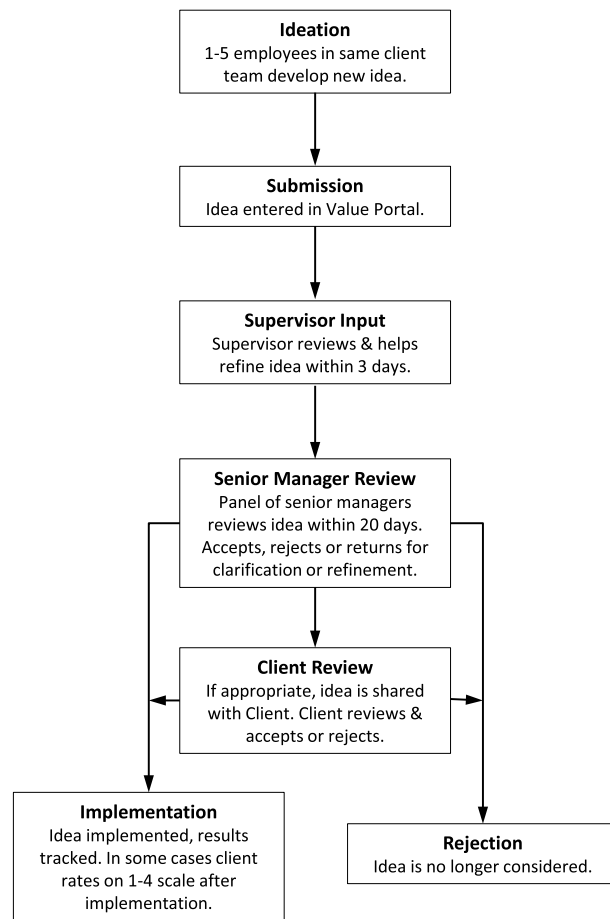 Ideation
1-5 employees in same client
team develop new idea.
Submission
Idea entered in Value Portal.
Supervisor Input
Supervisor reviews & helps
refine idea within 3 days.
Senior Manager Review
Panel of senior managers
reviews idea within 20 days.
Accepts, rejects or returns for
clarification or refinement.
Client Review
If appropriate, idea is shared
with Client. Client reviews &
accepts or rejects.
Implementation
Idea implemented, results
tracked. In some cases client
rates on 1-4 scale after
implementation.
Rejection
Idea is no longer considered.